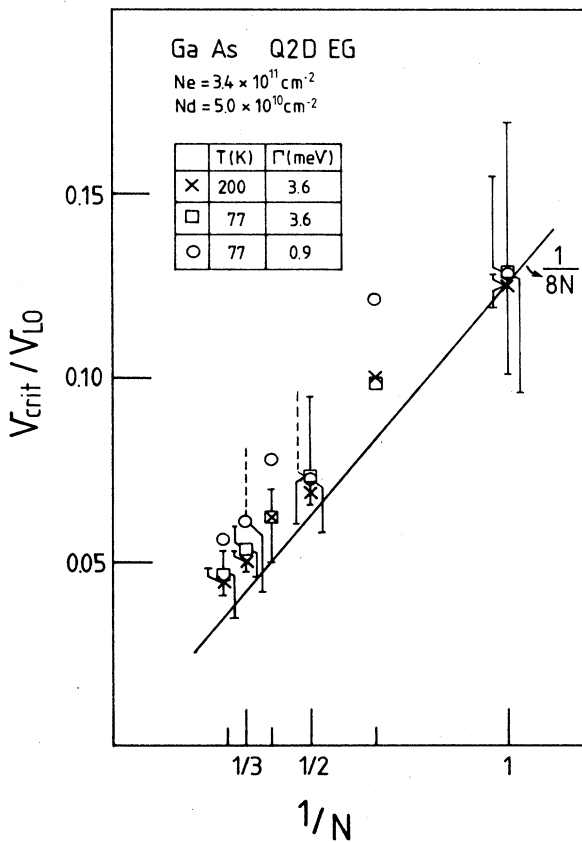 Ga As Q2D EG
Ne = 3.4 × 10¹¹ cm⁻²
Nd = 5.0 × 10¹⁰ cm⁻²
T(K) Γ(meV)
× 200 3.6
□ 77 3.6
○ 77 0.9
0.15
0.10
0.05
Vcrit / VLO
1/8N
1/3 1/2 1
1/N